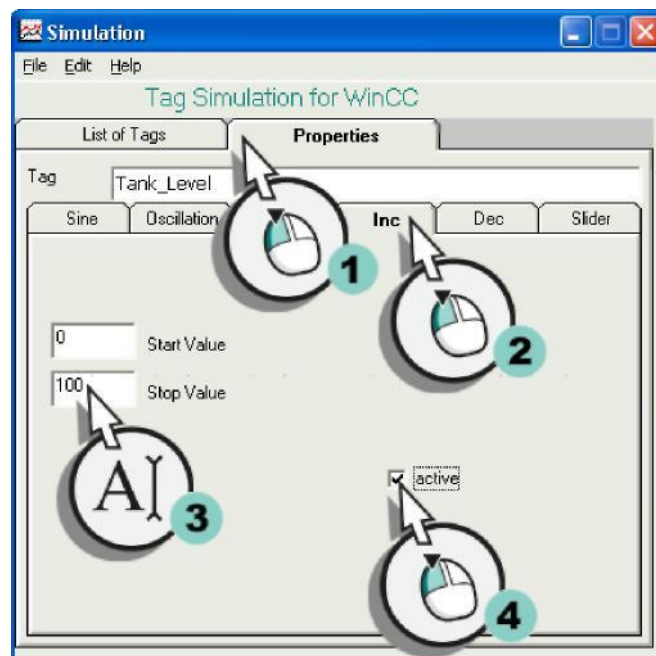 Simulation
File Edit Help
Tag Simulation for WinCC
List of Tags Properties
Tag Tank_Level
Sine Oscillation Inc Dec Slider
1
2
0 Start Value
100 Stop Value
A
3
active
4